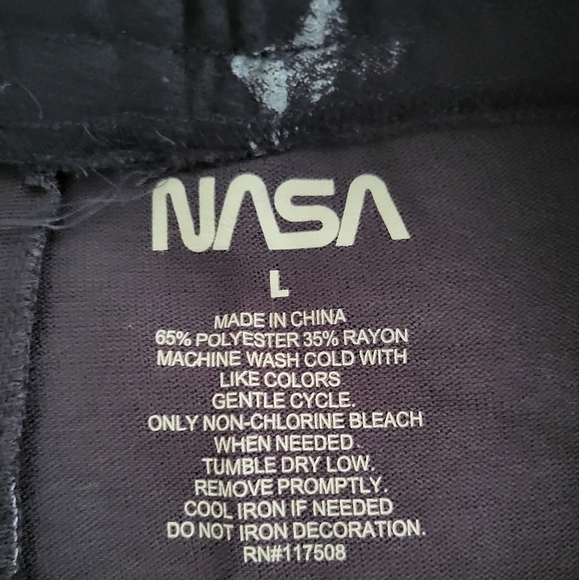 NASA
L
MADE IN CHINA
65% POLYESTER 35% RAYON
MACHINE WASH COLD WITH
LIKE COLORS
GENTLE CYCLE.
ONLY NON-CHLORINE BLEACH
WHEN NEEDED.
TUMBLE DRY LOW.
REMOVE PROMPTLY.
COOL IRON IF NEEDED
DO NOT IRON DECORATION.
RN#117508